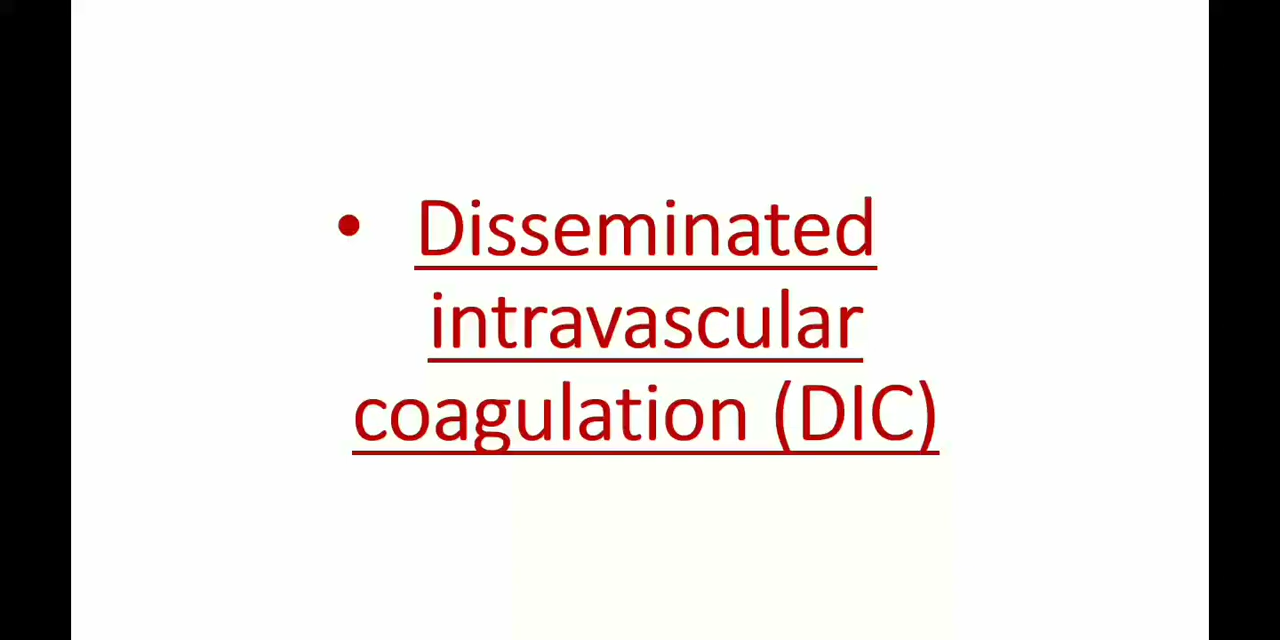 • Disseminated
intravascular
coagulation (DIC)